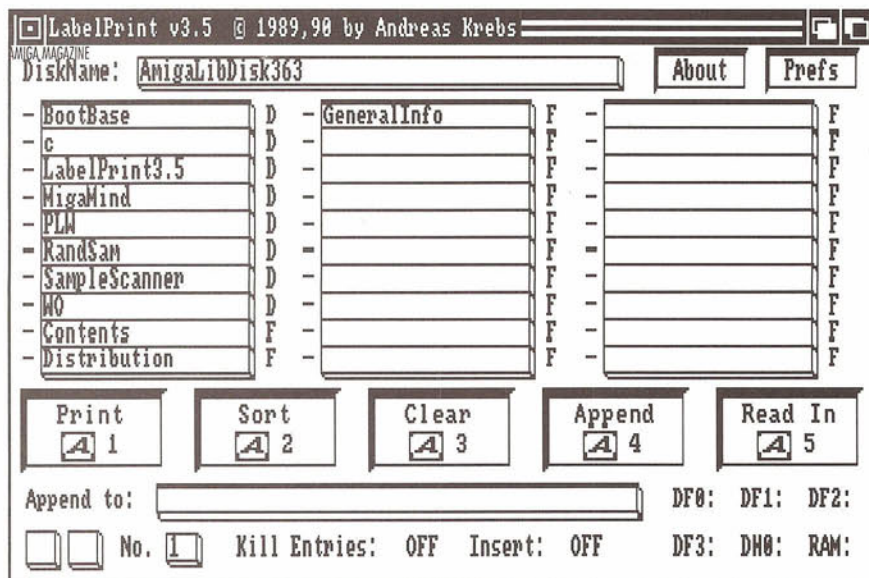 LabelPrint v3.5 © 1989,90 by Andreas Krebs
AMIGA MAGAZINE
DiskName: AmigaLibDisk363 About Prefs
- BootBase D - GeneralInfo F - F
- c D - F - F
- LabelPrint3.5 D - F - F
- MigaMind D - F - F
- PLW D - F - F
- RandSam D - F - F
- SampleScanner D - F - F
- WO D - F - F
- Contents F - F - F
- Distribution F - F - F
Print Sort Clear Append Read In
A 1 A 2 A 3 A 4 A 5
Append to: DF0: DF1: DF2:
No. 1 Kill Entries: OFF Insert: OFF DF3: DH0: RAM: